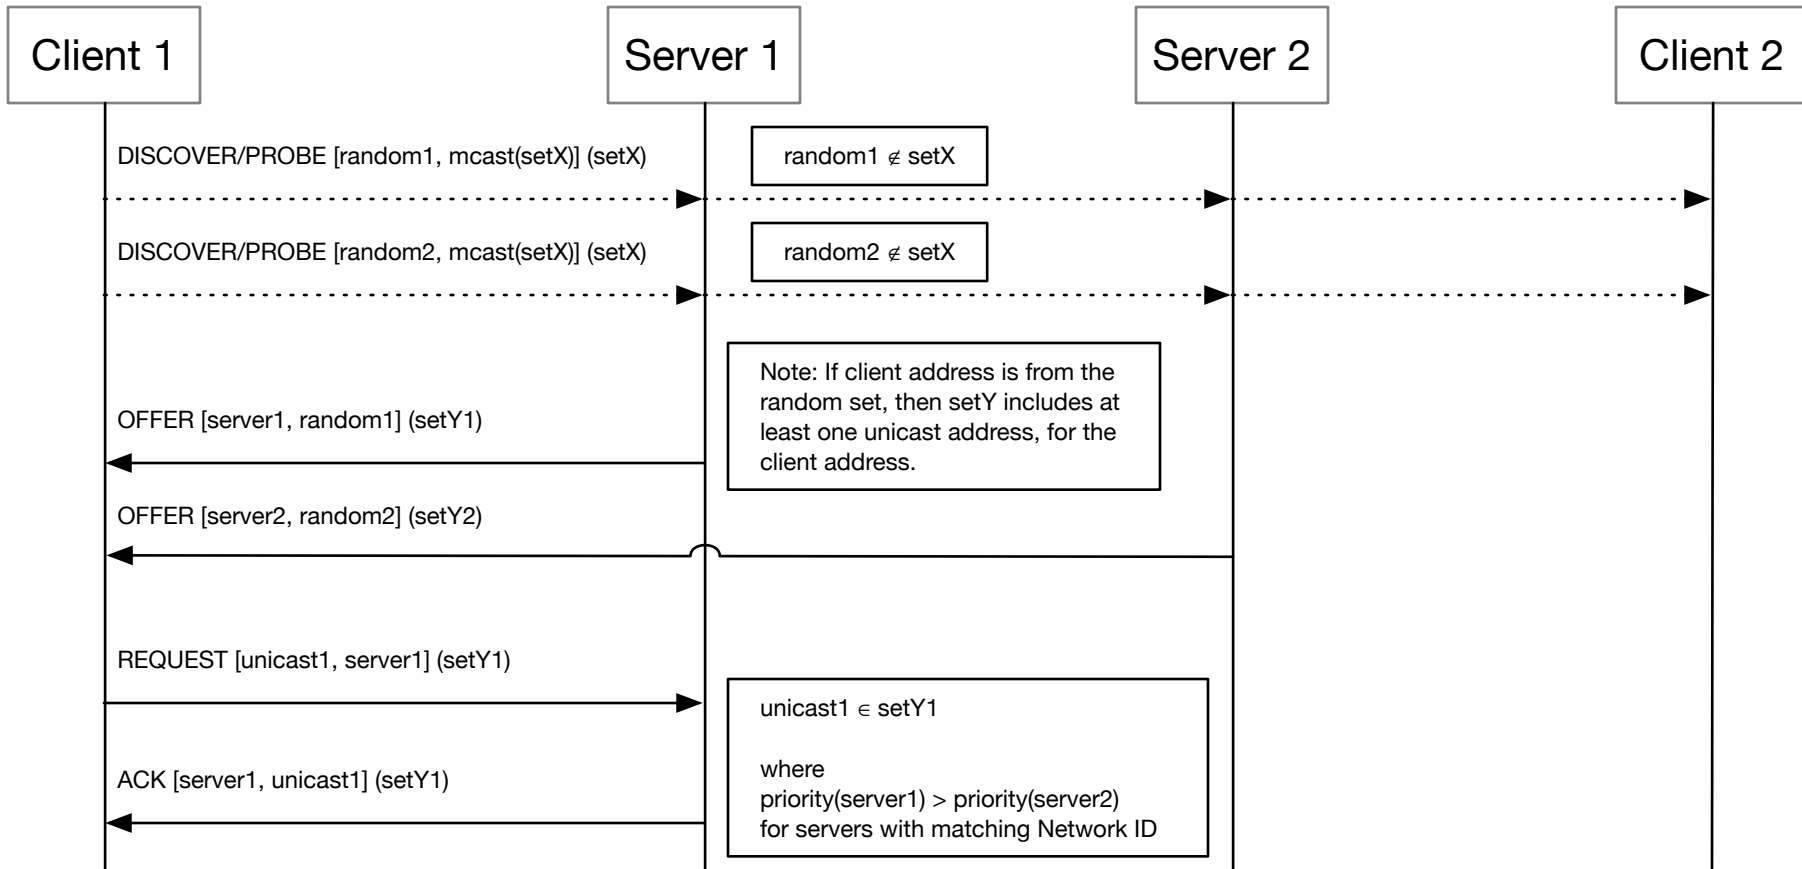 Client 1
Server 1
Server 2
Client 2
DISCOVER/PROBE [random1, mcast(setX)] (setX)
random1 ∉ setX
DISCOVER/PROBE [random2, mcast(setX)] (setX)
random2 ∉ setX
Note: If client address is from the
random set, then setY includes at
least one unicast address, for the
client address.
OFFER [server1, random1] (setY1)
OFFER [server2, random2] (setY2)
REQUEST [unicast1, server1] (setY1)
unicast1 ∈ setY1
where
priority(server1) > priority(server2)
for servers with matching Network ID
ACK [server1, unicast1] (setY1)